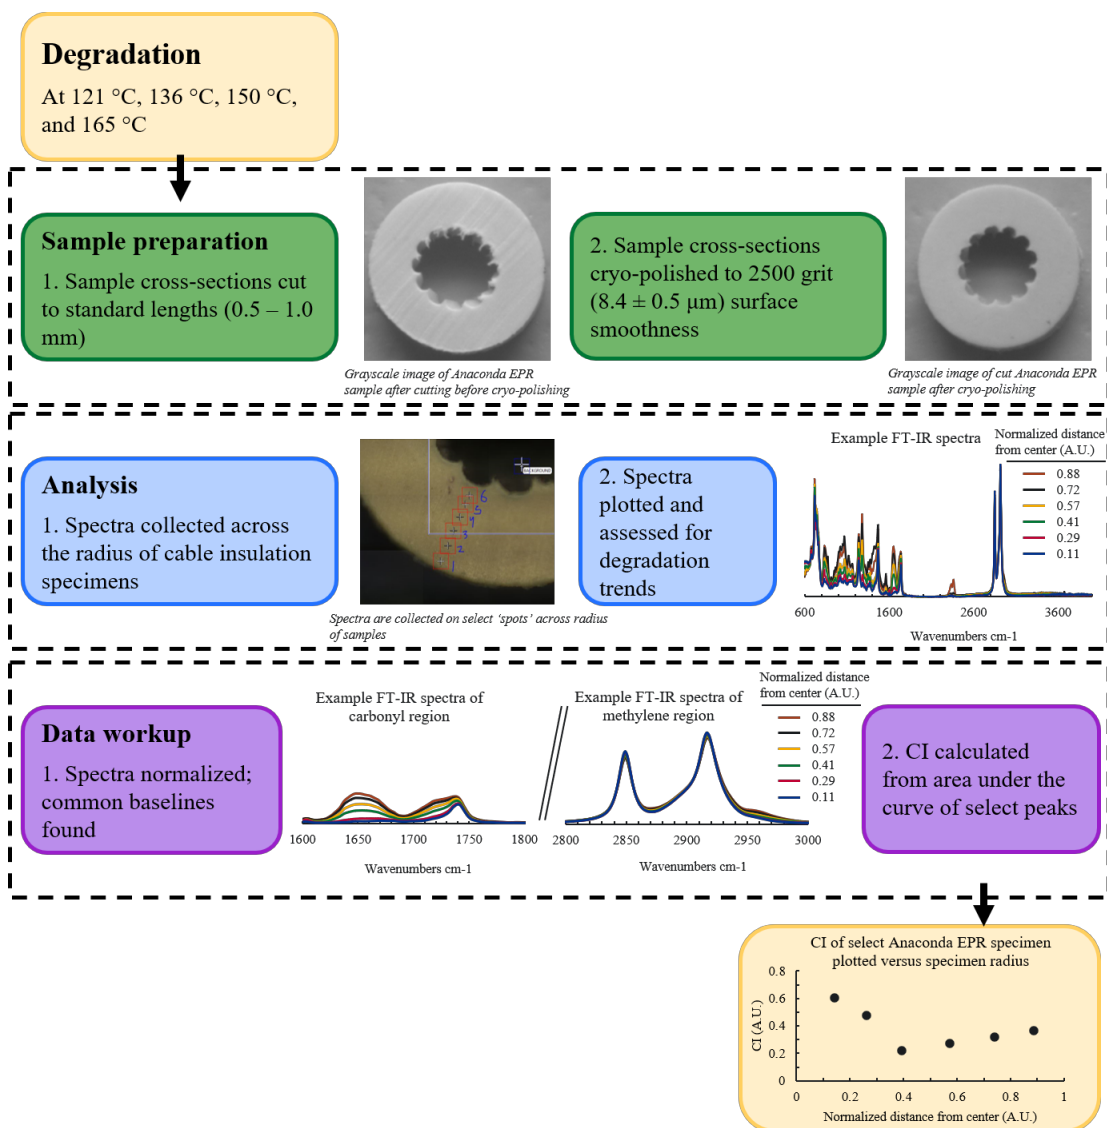 Degradation
At 121 °C, 136 °C, 150 °C,
and 165 °C
Sample preparation
1. Sample cross-sections cut
to standard lengths (0.5 – 1.0
mm)
Grayscale image of Anaconda EPR
sample after cutting before cryo-polishing
2. Sample cross-sections
cryo-polished to 2500 grit
(8.4 ± 0.5 µm) surface
smoothness
Grayscale image of cut Anaconda EPR
sample after cryo-polishing
Analysis
1. Spectra collected across
the radius of cable insulation
specimens
BACKGROUND
6
5
4
3
2
1
Spectra are collected on select ‘spots’ across radius
of samples
2. Spectra
plotted and
assessed for
degradation
trends
Example FT-IR spectra
Normalized distance
from center (A.U.)
0.88
0.72
0.57
0.41
0.29
0.11
600 1600 2600 3600
Wavenumbers cm-1
Data workup
1. Spectra normalized;
common baselines
found
Example FT-IR spectra of
carbonyl region
1600 1650 1700 1750 1800
Wavenumbers cm-1
Example FT-IR spectra of
methylene region
2800 2850 2900 2950 3000
Wavenumbers cm-1
Normalized distance
from center (A.U.)
0.88
0.72
0.57
0.41
0.29
0.11
2. CI calculated
from area under the
curve of select peaks
CI of select Anaconda EPR specimen
plotted versus specimen radius
CI (A.U.)
0.8
0.6
0.4
0.2
0
0 0.2 0.4 0.6 0.8 1
Normalized distance from center (A.U.)